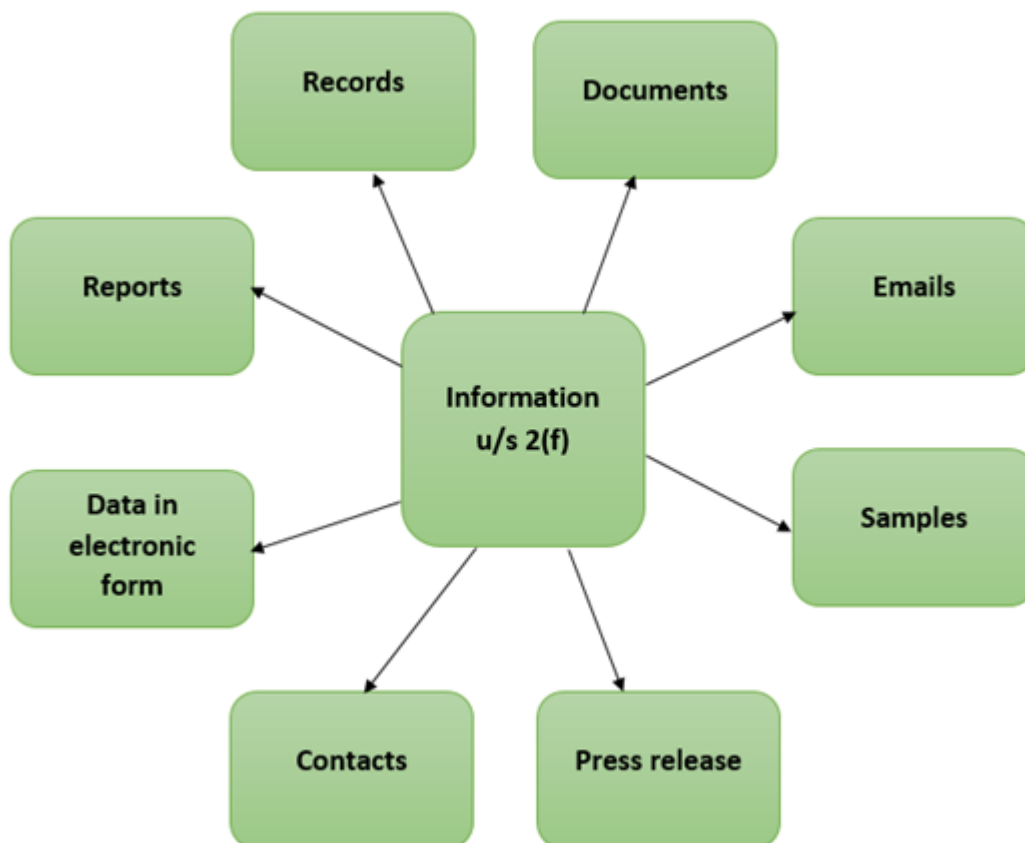 Records
Documents
Reports
Emails
Information
u/s 2(f)
Data in
electronic
form
Samples
Contacts
Press release